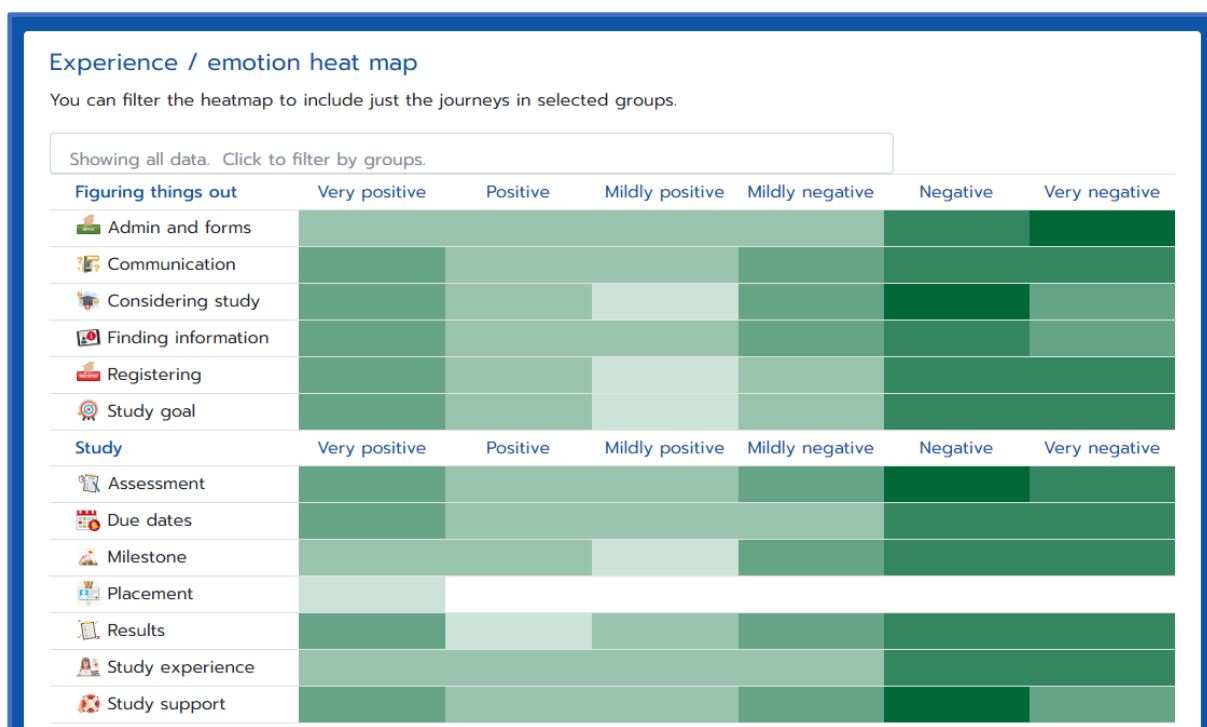 Experience / emotion heat map
You can filter the heatmap to include just the journeys in selected groups.
Showing all data. Click to filter by groups.
Figuring things out Very positive Positive Mildly positive Mildly negative Negative Very negative
Admin and forms
Communication
Considering study
Finding information
Registering
Study goal
Study Very positive Positive Mildly positive Mildly negative Negative Very negative
Assessment
Due dates
Milestone
Placement
Results
Study experience
Study support